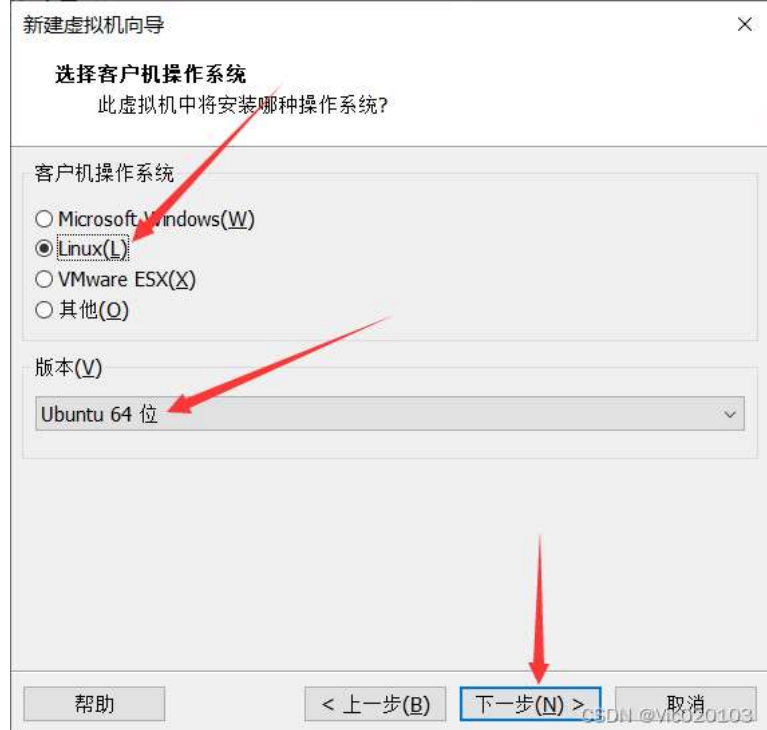 新建虚拟机向导
选择客户机操作系统
此虚拟机中将安装哪种操作系统?
客户机操作系统
Microsoft Windows(W)
Linux(L)
VMware ESX(X)
其他(O)
版本(V)
Ubuntu 64 位
帮助
< 上一步(B)
下一步(N) >
取消
CSDN @Vico20103